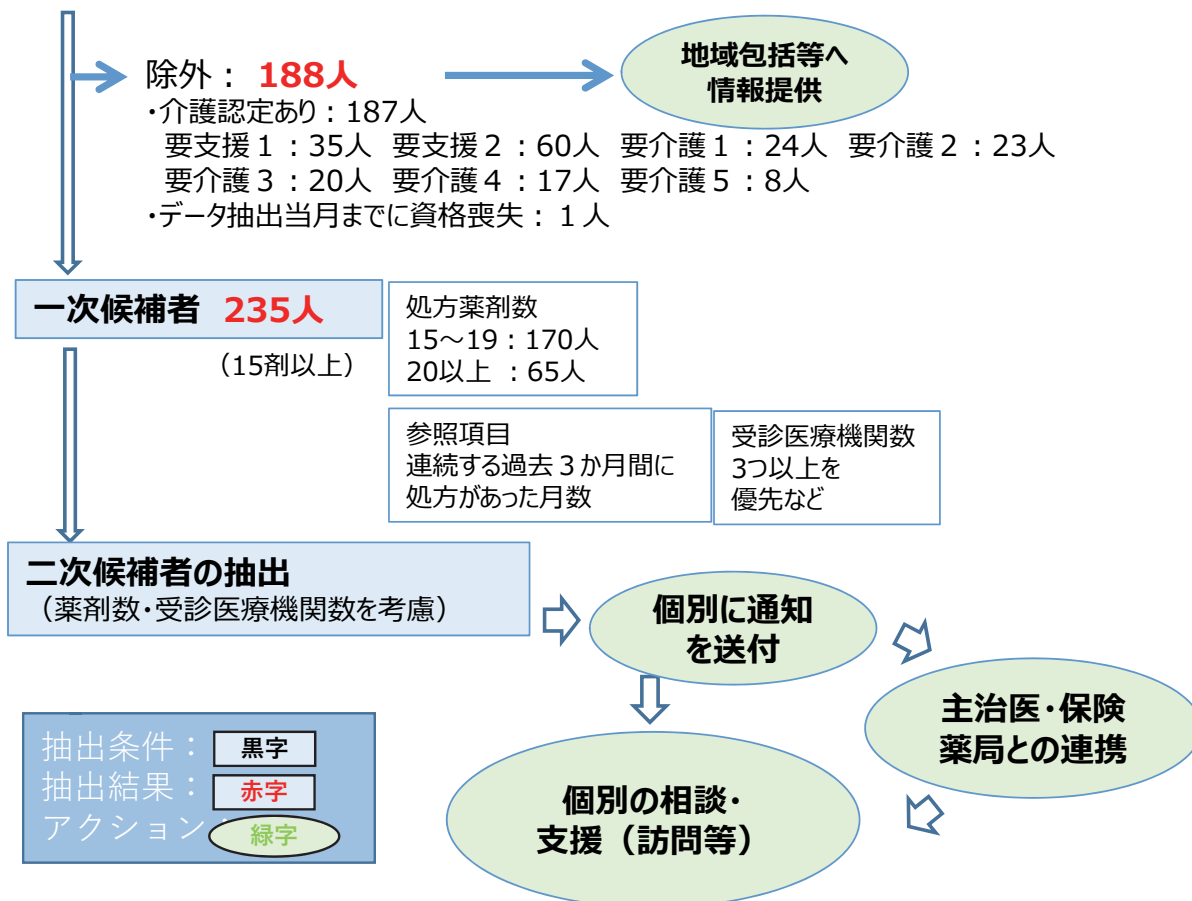 除外： 188人
地域包括等へ
情報提供
・介護認定あり：187人
要支援１：35人 要支援２：60人 要介護１：24人 要介護２：23人
要介護３：20人 要介護４：17人 要介護５：8人
・データ抽出当月までに資格喪失：１人
一次候補者 235人
（15剤以上）
処方薬剤数
15～19：170人
20以上 ：65人
参照項目
連続する過去３か月間に
処方があった月数
受診医療機関数
3つ以上を
優先など
二次候補者の抽出
（薬剤数・受診医療機関数を考慮）
個別に通知
を送付
主治医・保険
薬局との連携
個別の相談・
支援（訪問等）
抽出条件： 黒字
抽出結果： 赤字
アクション： 緑字